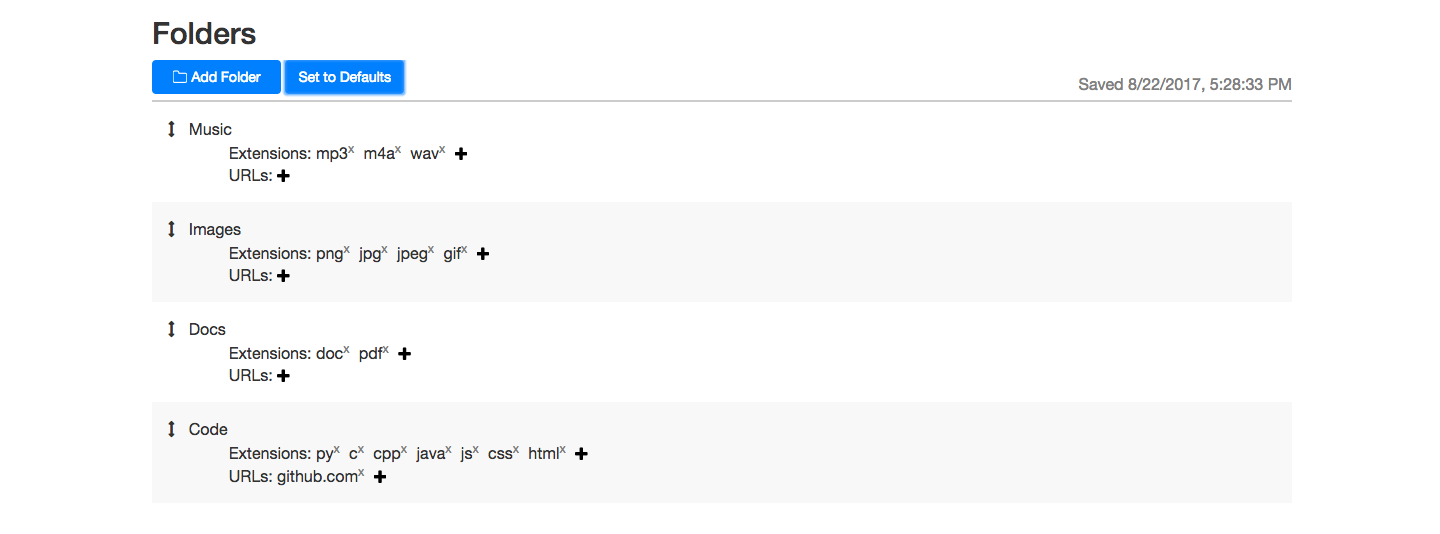 Folders
Add Folder Set to Defaults
Saved 8/22/2017, 5:28:33 PM
Music
Extensions: mp3x m4ax wavx +
URLs: +
Images
Extensions: pngx jpgx jpegx gifx +
URLs: +
Docs
Extensions: docx pdfx +
URLs: +
Code
Extensions: pyx cx cppx javax jsx cssx htmlx +
URLs: github.comx +